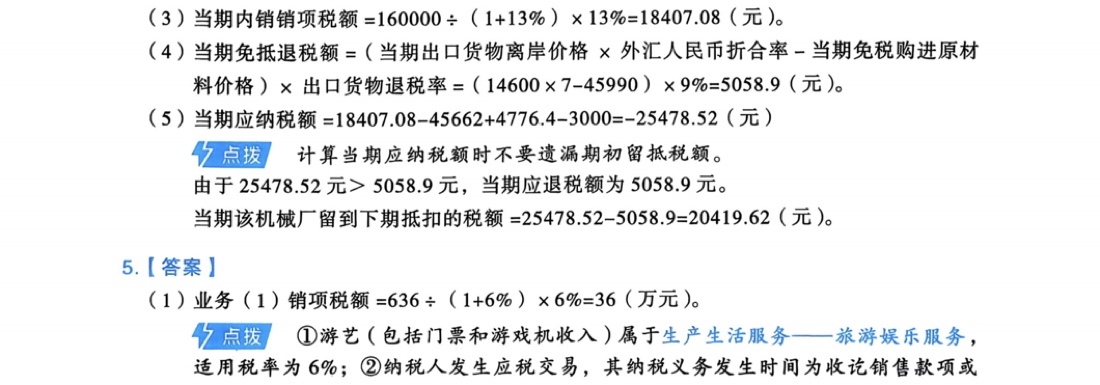 （3）当期内销销项税额=160000÷（1+13%）×13%=18407.08（元）。
（4）当期免抵退税额=（当期出口货物离岸价格 × 外汇人民币折合率－当期免税购进原材
料价格）× 出口货物退税率=（14600×7-45990）×9%=5058.9（元）。
（5）当期应纳税额=18407.08-45662+4776.4-3000=-25478.52（元）
点拨 计算当期应纳税额时不要遗漏期初留抵税额。
由于 25478.52 元＞ 5058.9 元，当期应退税额为 5058.9 元。
当期该机械厂留到下期抵扣的税额=25478.52-5058.9=20419.62（元）。
5.【答案】
（1）业务（1）销项税额=636÷（1+6%）×6%=36（万元）。
点拨 ①游艺（包括门票和游戏机收入）属于生产生活服务——旅游娱乐服务，
适用税率为6%；②纳税人发生应税交易，其纳税义务发生时间为收讫销售款项或